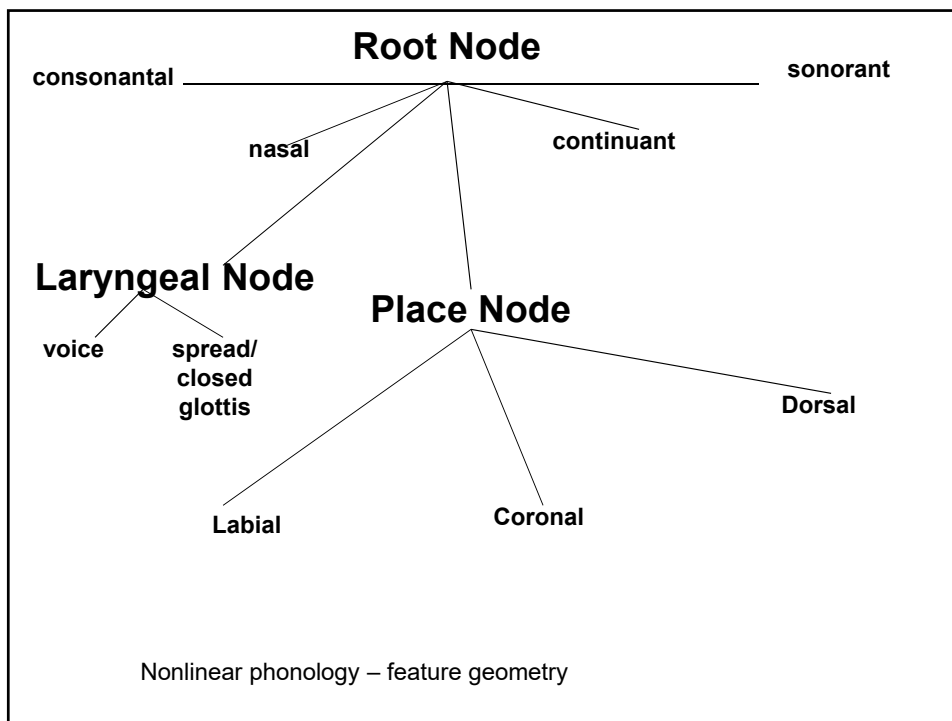 Root Node
consonantal
sonorant
nasal
continuant
Laryngeal Node
Place Node
voice
spread/
closed
glottis
Dorsal
Labial
Coronal
Nonlinear phonology – feature geometry